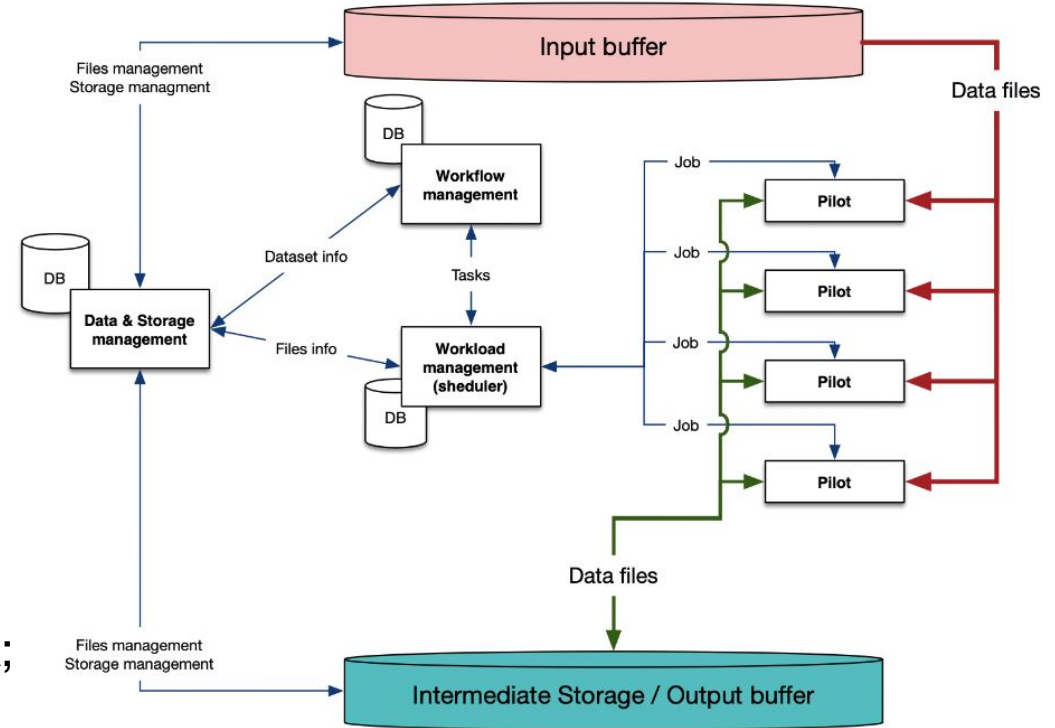 Input buffer
Files management
Storage managment
Data files
DB
Workflow
management
Job
Pilot
Dataset info
Job
Tasks
Pilot
DB
Data & Storage
management
Files info
Workload
management
(sheduler)
Job
Pilot
DB
Job
Pilot
Data files
;
Files management
Storage management
Intermediate Storage / Output buffer